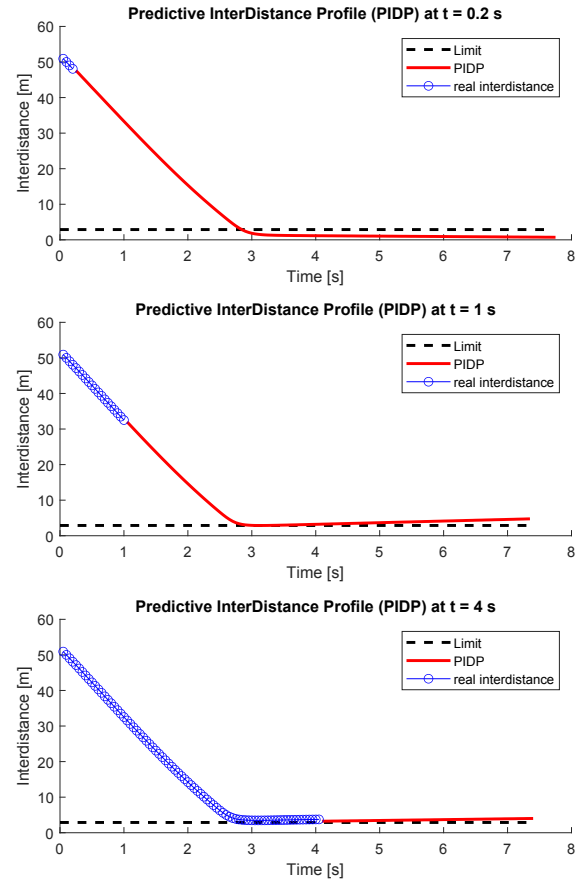 Predictive InterDistance Profile (PIDP) at t = 0.2 s
60
50
40
30
20
10
0
Interdistance [m]
Limit
PIDP
real interdistance
0 1 2 3 4 5 6 7 8
Time [s]
Predictive InterDistance Profile (PIDP) at t = 1 s
60
50
40
30
20
10
0
Interdistance [m]
Limit
PIDP
real interdistance
0 1 2 3 4 5 6 7 8
Time [s]
Predictive InterDistance Profile (PIDP) at t = 4 s
60
50
40
30
20
10
0
Interdistance [m]
Limit
PIDP
real interdistance
0 1 2 3 4 5 6 7 8
Time [s]